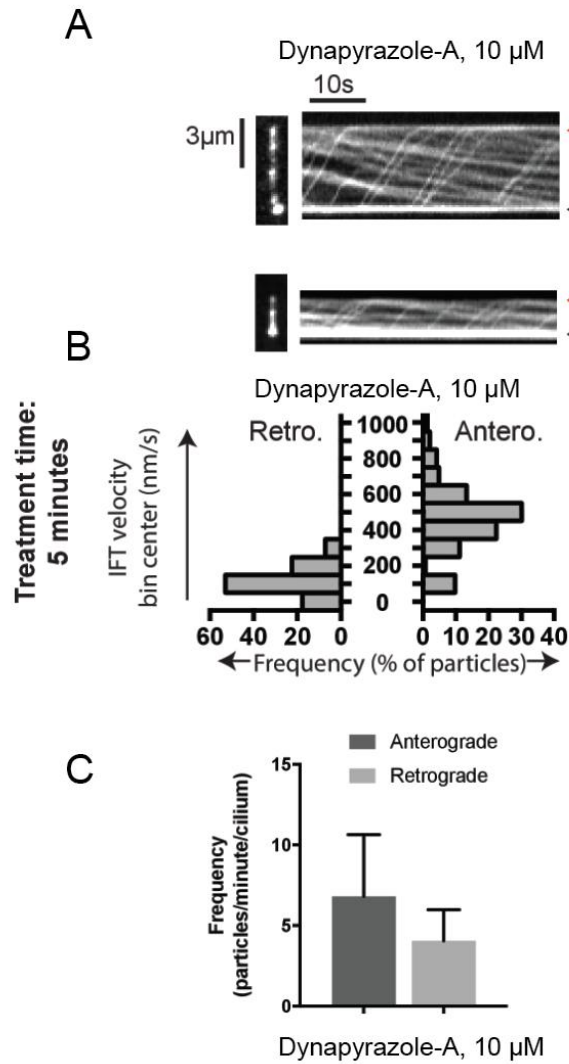 A
Dynapyrazole-A, 10 µM
10s
3µm
B
Dynapyrazole-A, 10 µM
Treatment time:
5 minutes
IFT velocity
bin center (nm/s)
Retro.
Antero.
1000
800
600
400
200
0
60 40 20 0
0 10 20 30 40
Frequency (% of particles)
C
Anterograde
Retrograde
Frequency
(particles/minute/cilium)
15
10
5
0
Dynapyrazole-A, 10 µM